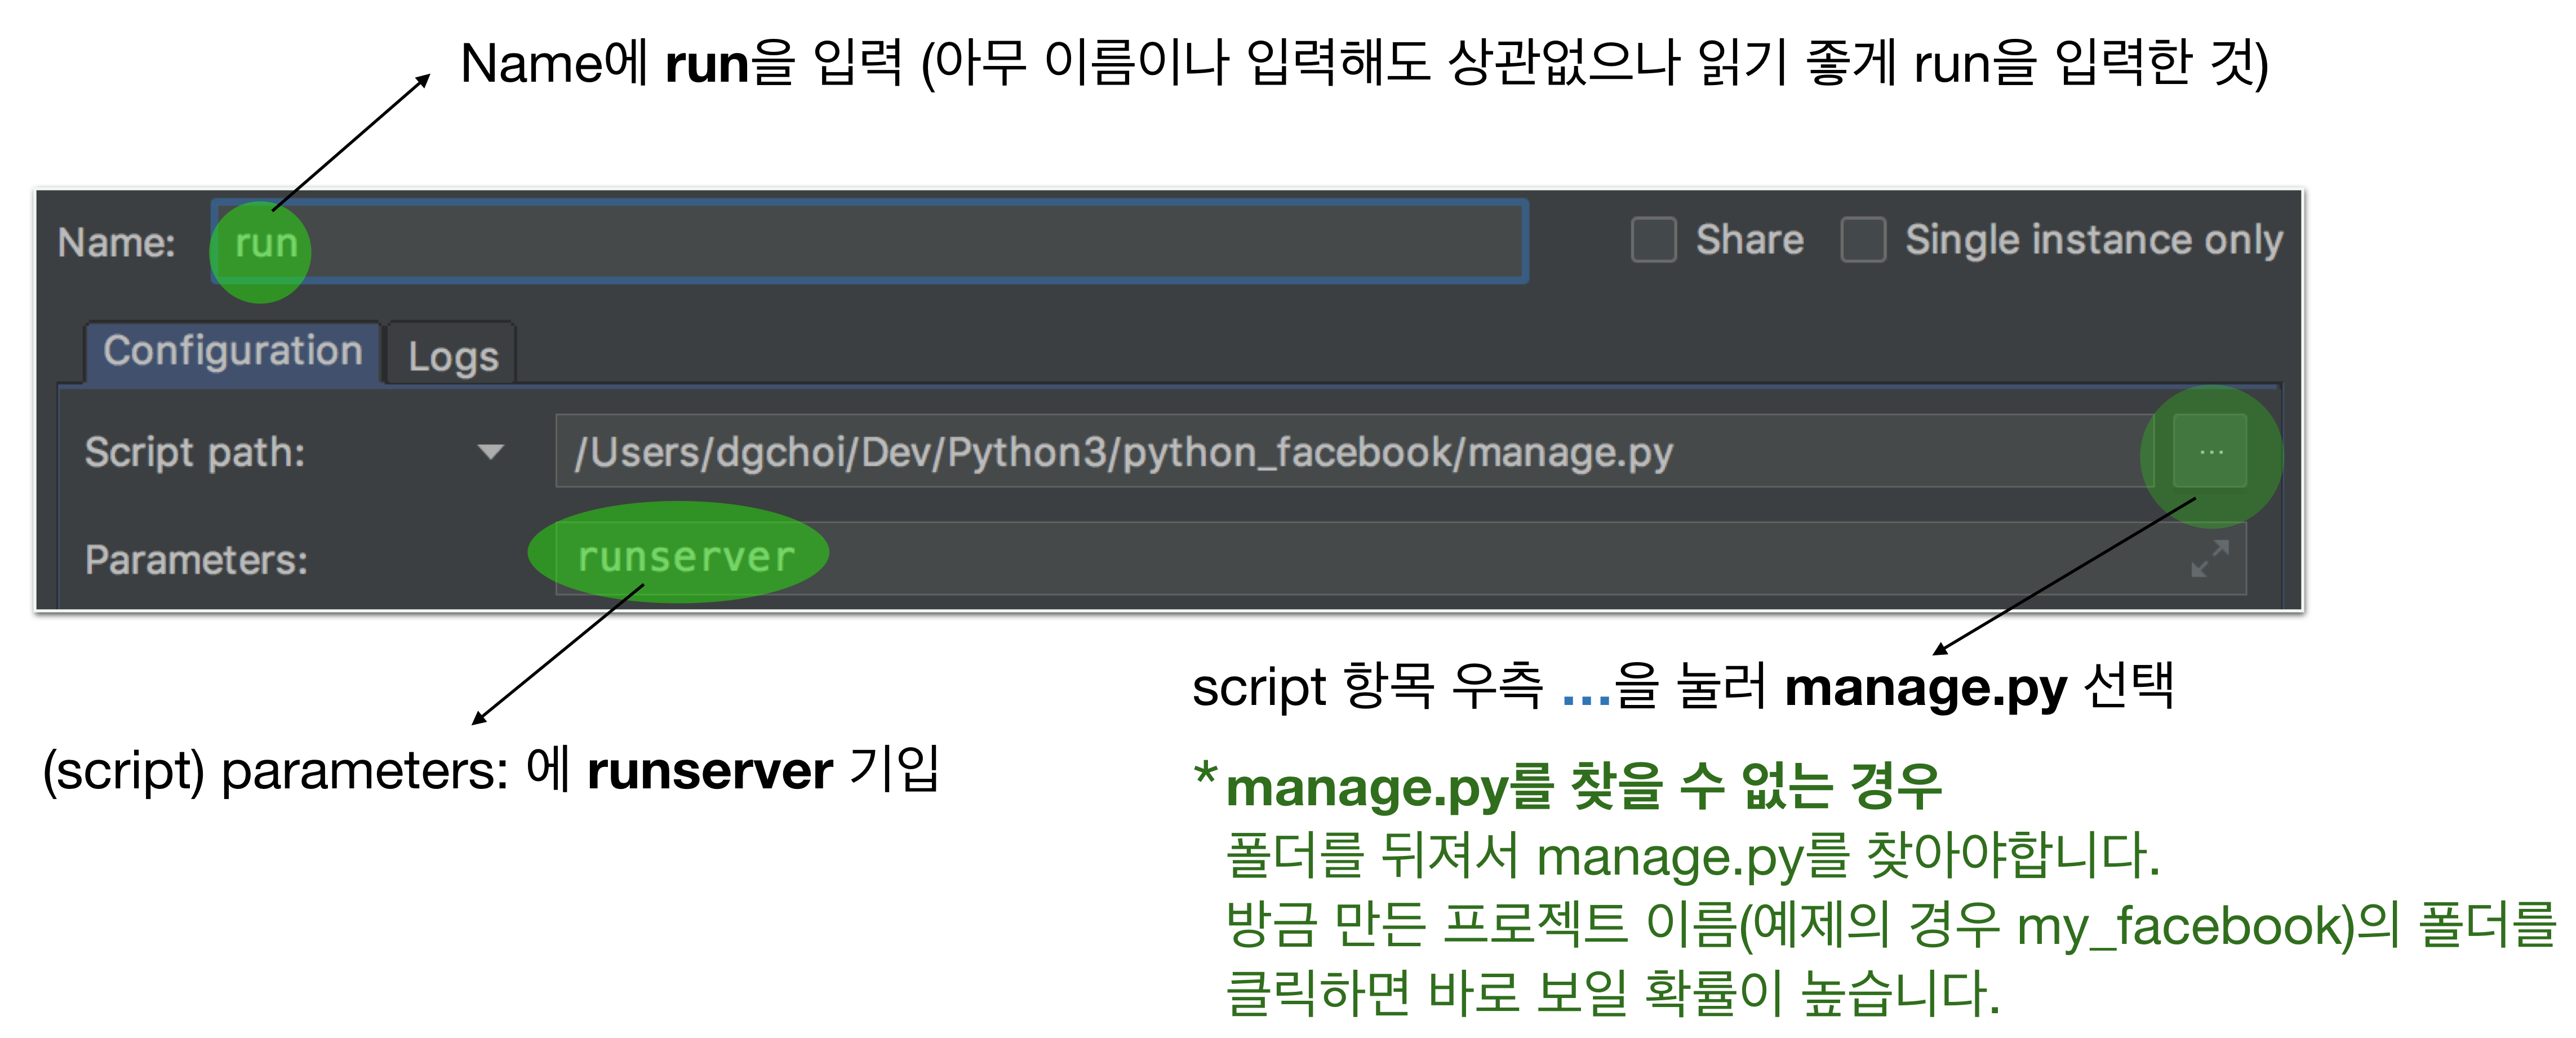 Name에 run을 입력 (아무 이름이나 입력해도 상관없으나 읽기 좋게 run을 입력한 것)
Name: run Share Single instance only
Configuration Logs
Script path: /Users/dgchoi/Dev/Python3/python_facebook/manage.py ...
Parameters: runserver
script 항목 우측 ...을 눌러 manage.py 선택
(script) parameters: 에 runserver 기입
*manage.py를 찾을 수 없는 경우
폴더를 뒤져서 manage.py를 찾아야합니다.
방금 만든 프로젝트 이름(예제의 경우 my_facebook)의 폴더를
클릭하면 바로 보일 확률이 높습니다.